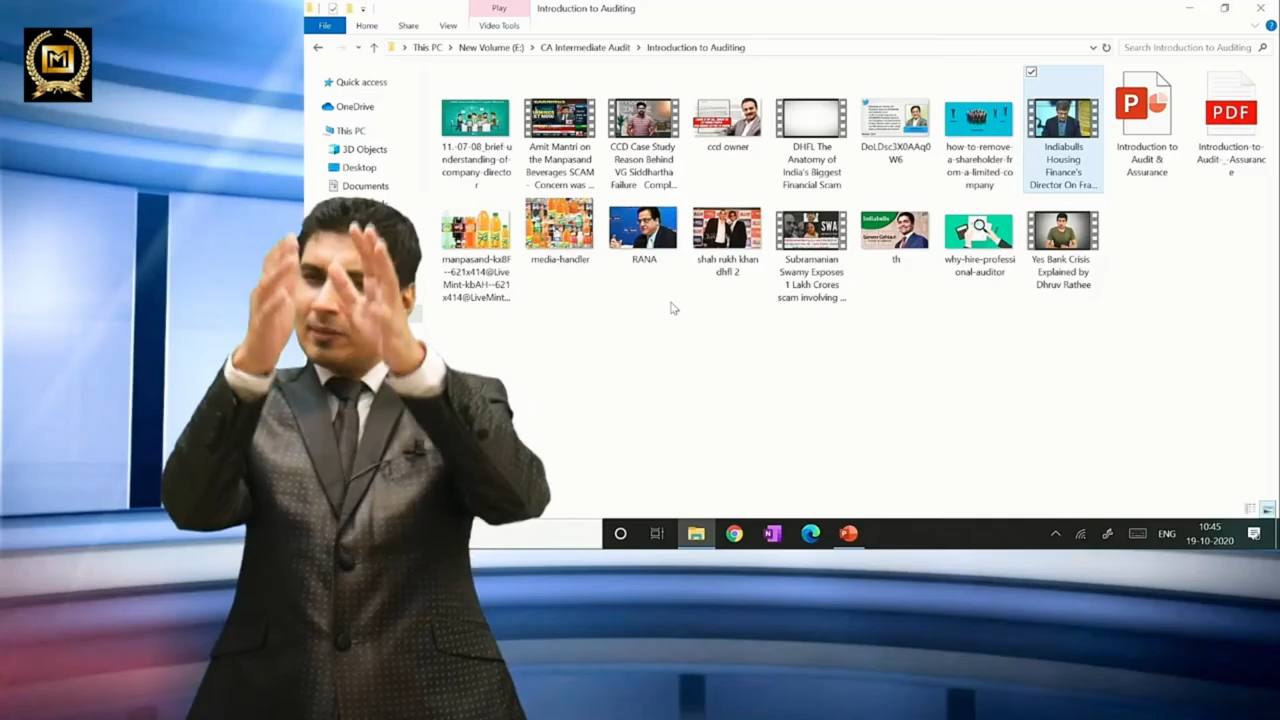 Play
Introduction to Auditing
File
Home
Share
View
Video Tools
This PC
New Volume (E:)
CA Intermediate Audit
Introduction to Auditing
Search Introduction to Auditing
Quick access
OneDrive
This PC
3D Objects
Desktop
Documents
11.-07-08_brief-u
nderstanding-of-
company-directo
r
Amit Mantri on
the Manpasand
Beverages SCAM
- Concern was ...
CCD Case Study
Reason Behind
VG Siddhartha
Failure Compl...
ccd owner
DHFL The
Anatomy of
India's Biggest
Financial Scam
DoLDsc3X0AAq0
W6
how-to-remove-
a-shareholder-fr
om-a-limited-co
mpany
Indiabulls
Housing
Finance's
Director On Fra...
P
Introduction to
Audit &
Assurance
PDF
Introduction-to-
Audit-_-Assuranc
e
manpasand-kx8F
--621x414@Live
Mint-kbAH--621
x414@LiveMint...
media-handler
RANA
shah rukh khan
dhfl 2
SWA
Subramanian
Swamy Exposes
1 Lakh Crores
scam involving ...
Indiabulls
th
why-hire-professi
onal-auditor
Yes Bank Crisis
Explained by
Dhruv Rathee
N
P
ENG
10:45
19-10-2020
M